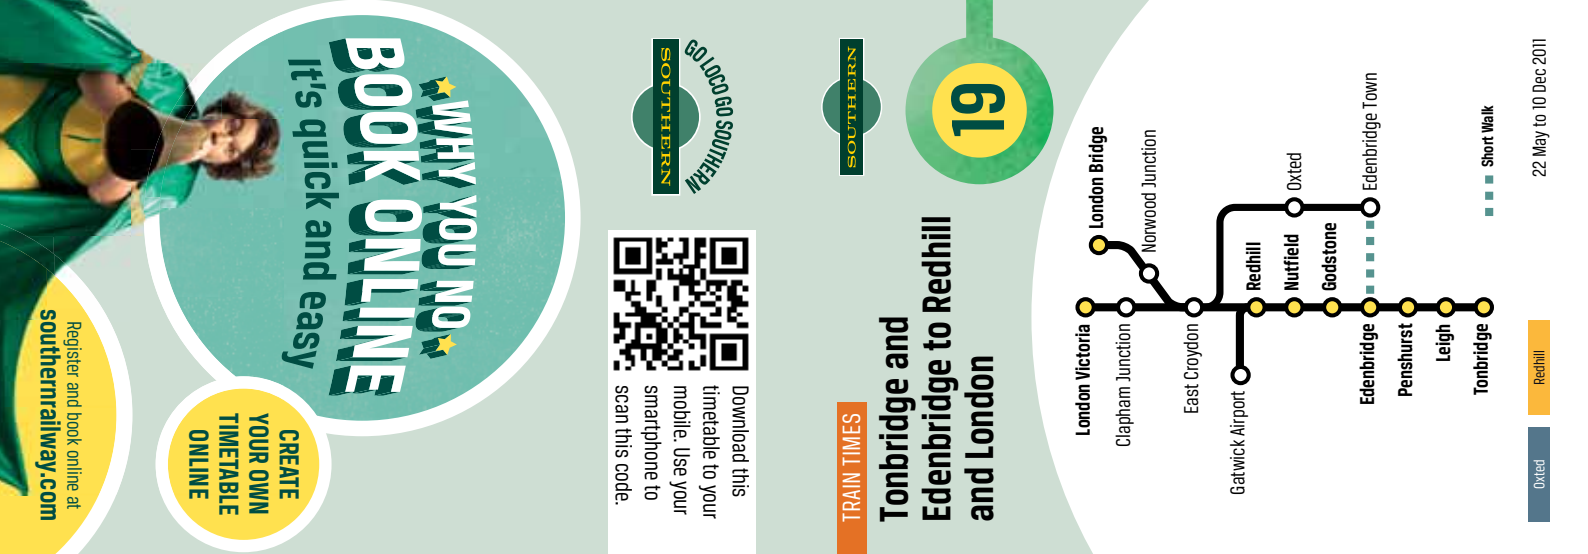 Register and book online at
southernrailway.com
★WHY YOU NO★
BOOK ONLINE
It's quick and easy
CREATE
YOUR OWN
TIMETABLE
ONLINE
GO LOCO GO SOUTHERN
SOUTHERN
Download this
timetable to your
mobile. Use your
smartphone to
scan this code.
SOUTHERN
19
TRAIN TIMES
Tonbridge and
Edenbridge to Redhill
and London
London Bridge
Norwood Junction
London Victoria
Clapham Junction
East Croydon
Gatwick Airport
Redhill
Nutfield
Godstone
Oxted
Edenbridge Town
Edenbridge
Penshurst
Leigh
Tonbridge
Short Walk
22 May to 10 Dec 2011
Redhill
Oxted